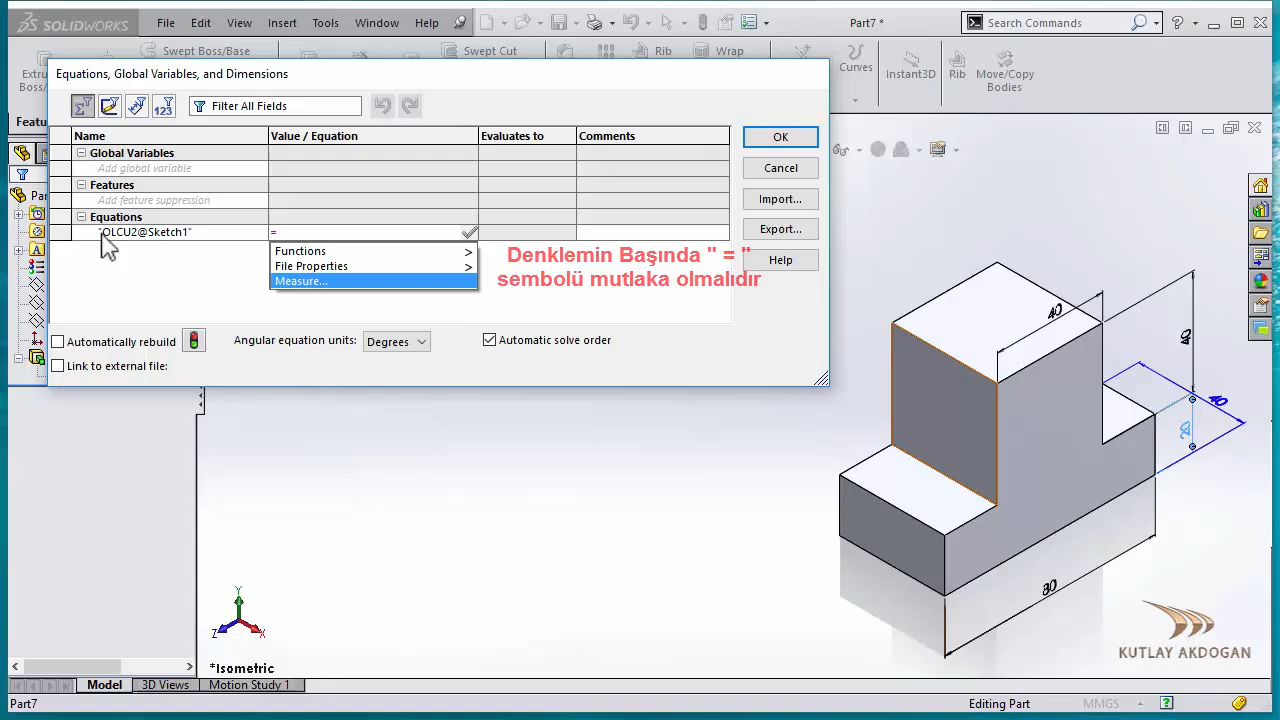 SOLIDWORKS File Edit View Insert Tools Window Help Part7 * Search Commands
Swept Boss/Base Swept Cut Rib Wrap
Curves Instant3D Rib Move/Copy Bodies
Equations, Global Variables, and Dimensions
Filter All Fields
Name Value / Equation Evaluates to Comments
Global Variables
Add global variable
Features
Add feature suppression
Equations
"OLCU2@Sketch1" =
Functions >
File Properties >
Measure...
OK
Cancel
Import...
Export...
Help
Denklemin Başında " = "
sembolü mutlaka olmalıdır
Automatically rebuild Angular equation units: Degrees Automatic solve order
Link to external file:
40
20
80
Y
Z X
*Isometric
KUTLAY AKDOGAN
Model 3D Views Motion Study 1
Part7 Editing Part MMGS